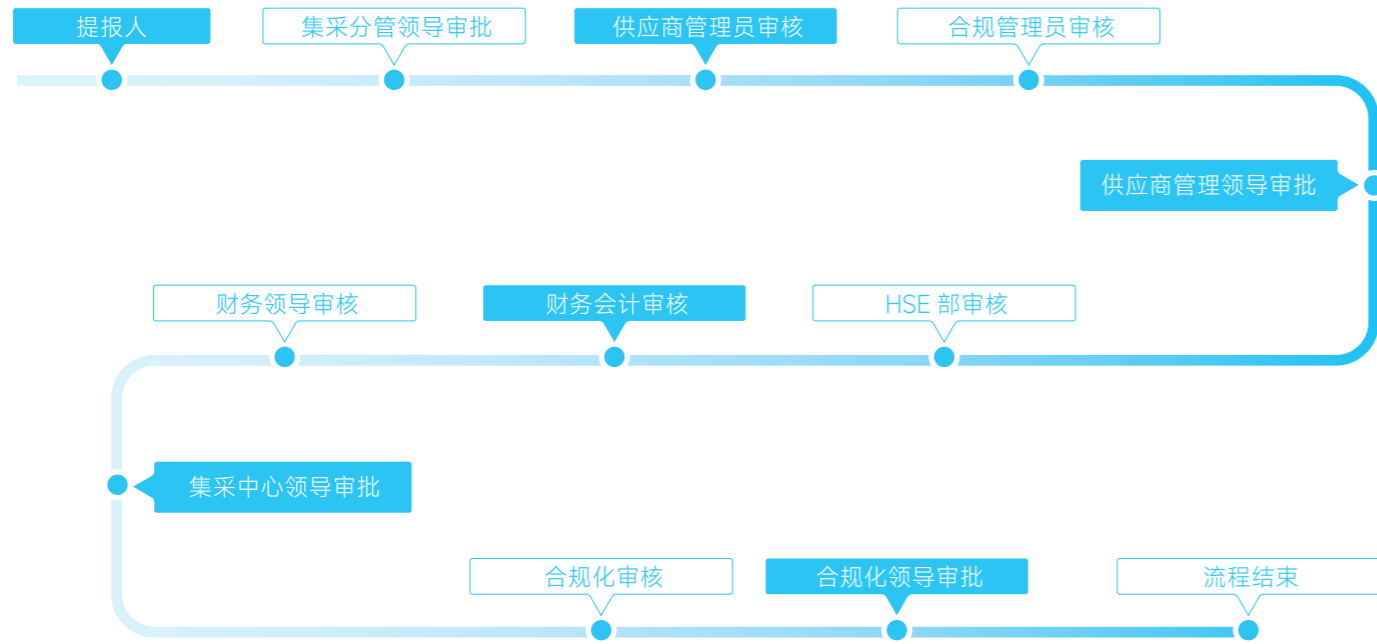 提报人
集采分管领导审批
供应商管理员审核
合规管理员审核
供应商管理领导审批
HSE 部审核
财务会计审核
财务领导审核
集采中心领导审批
合规化审核
合规化领导审批
流程结束